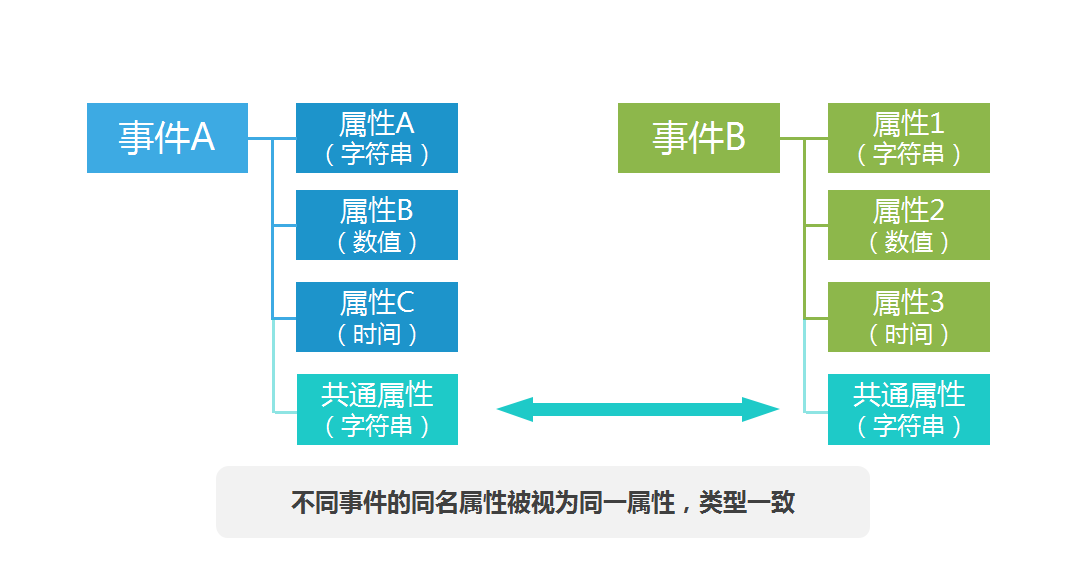 事件A
属性A
（字符串）
属性B
（数值）
属性C
（时间）
共通属性
（字符串）
事件B
属性1
（字符串）
属性2
（数值）
属性3
（时间）
共通属性
（字符串）
不同事件的同名属性被视为同一属性，类型一致